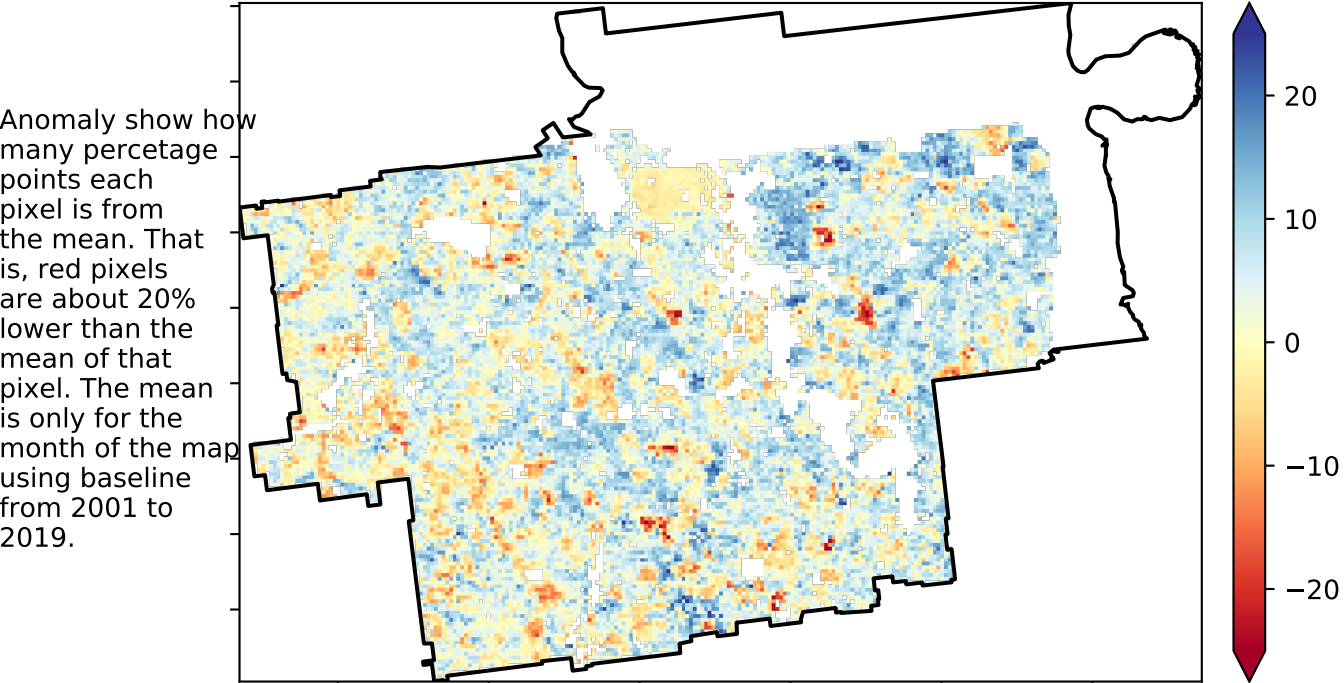 Anomaly show how
many percetage
points each
pixel is from
the mean. That
is, red pixels
are about 20%
lower than the
mean of that
pixel. The mean
is only for the
month of the map
using baseline
from 2001 to
2019.
20
10
0
−10
−20